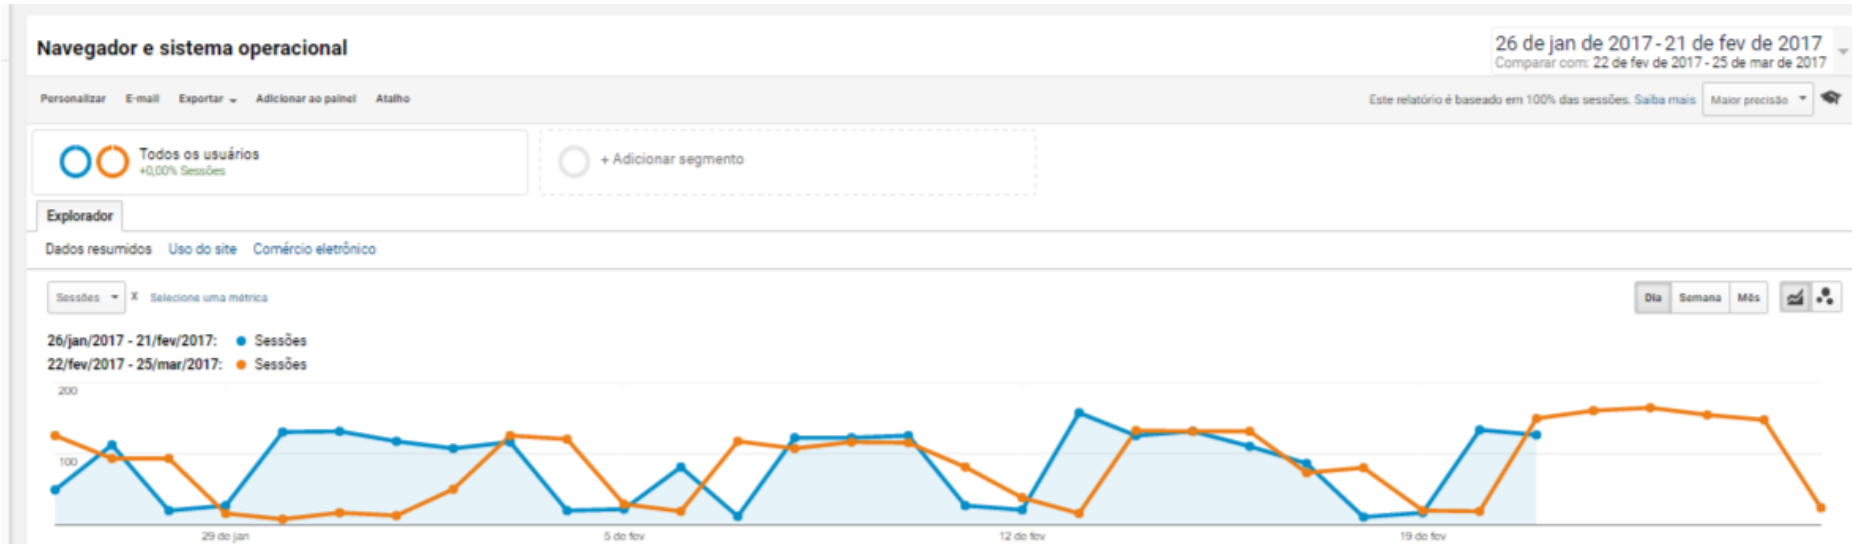 Navegador e sistema operacional
26 de jan de 2017 - 21 de fev de 2017
Comparar com: 22 de fev de 2017 - 25 de mar de 2017
Personalizar E-mail Exportar Adicionar ao painel Atalho
Este relatório é baseado em 100% das sessões. Saiba mais Maior precisão
Todos os usuários
+0,00% Sessões
+ Adicionar segmento
Explorador
Dados resumidos Uso do site Comércio eletrônico
Sessões X Selecione uma métrica
Dia Semana Mês
26/jan/2017 - 21/fev/2017: Sessões
22/fev/2017 - 25/mar/2017: Sessões
200
100
29 de jan 5 de fev 12 de fev 19 de fev